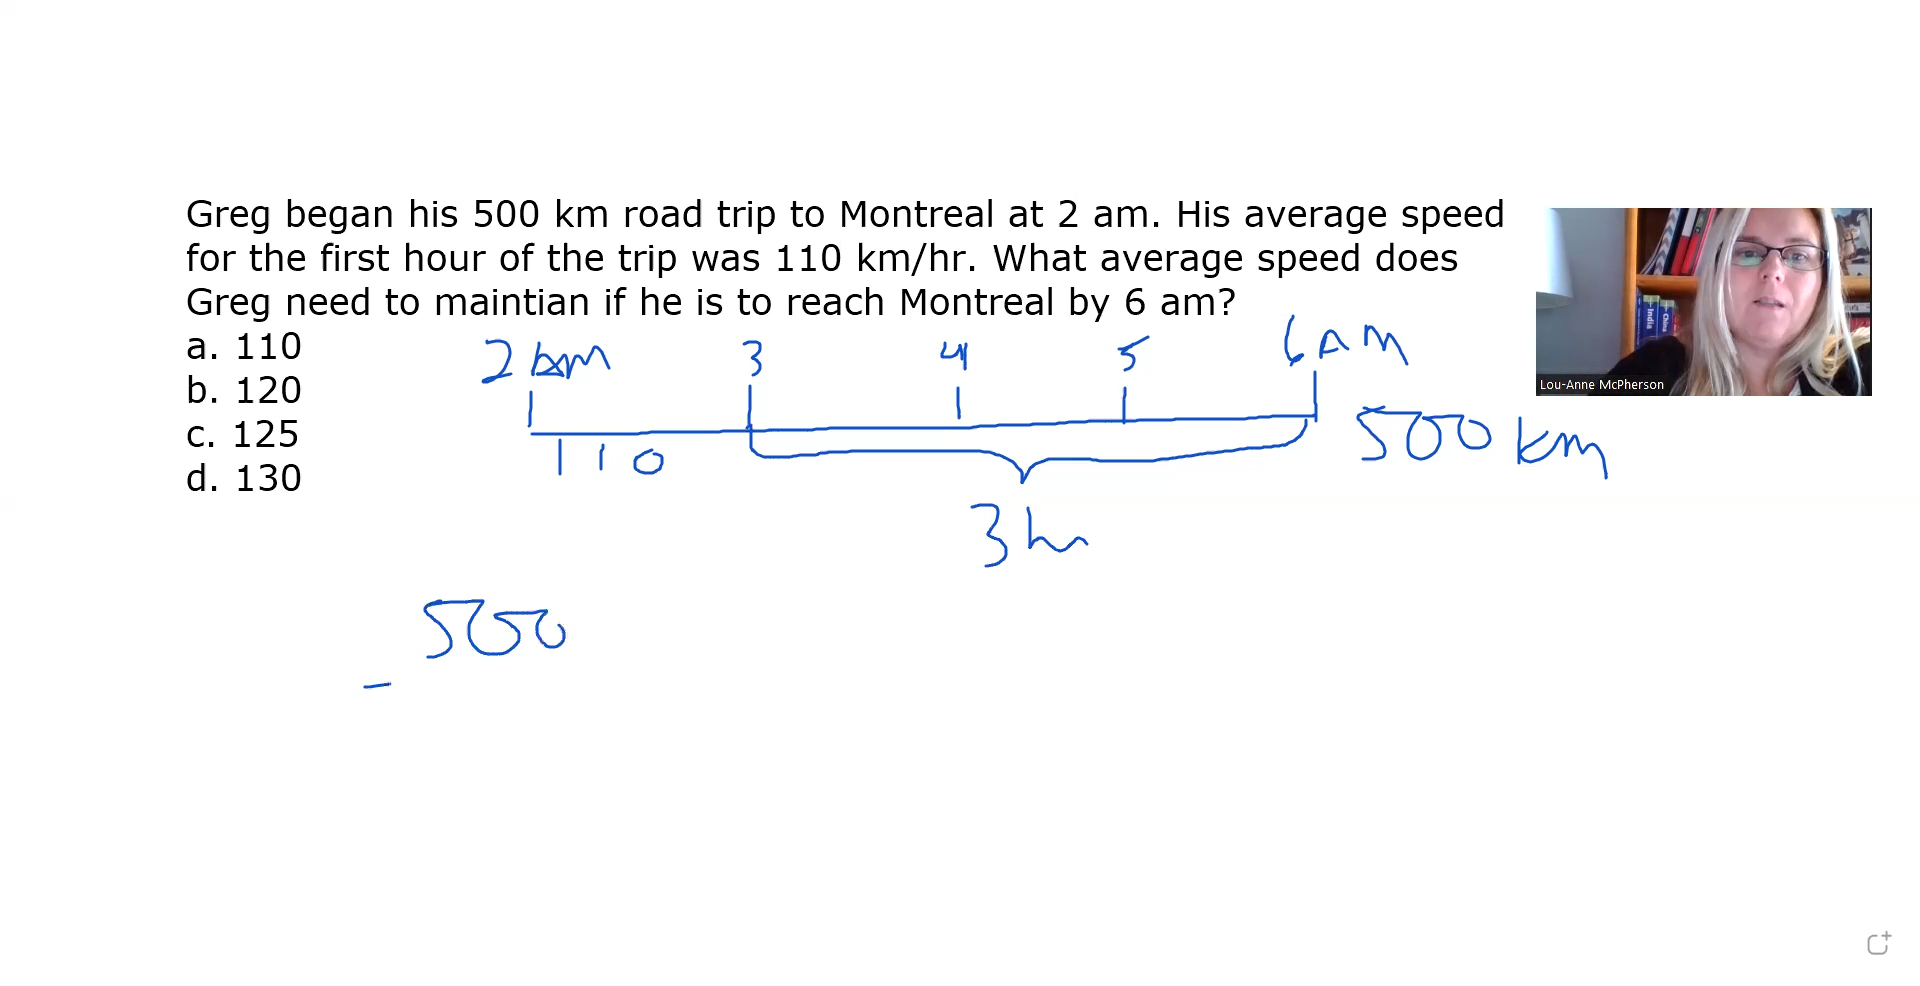 Greg began his 500 km road trip to Montreal at 2 am. His average speed
for the first hour of the trip was 110 km/hr. What average speed does
Greg need to maintian if he is to reach Montreal by 6 am?
a. 110
b. 120
c. 125
d. 130
2 am 3 4 5 6 AM
110
500 km
3 hr
500
-
India
China
Lou-Anne McPherson